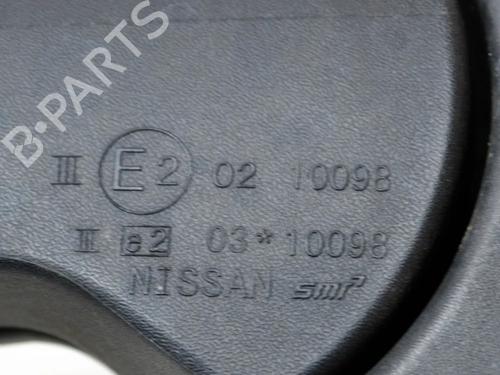 B-PARTS
III E2 02 10098
III e2 03*10098
NISSAN smr